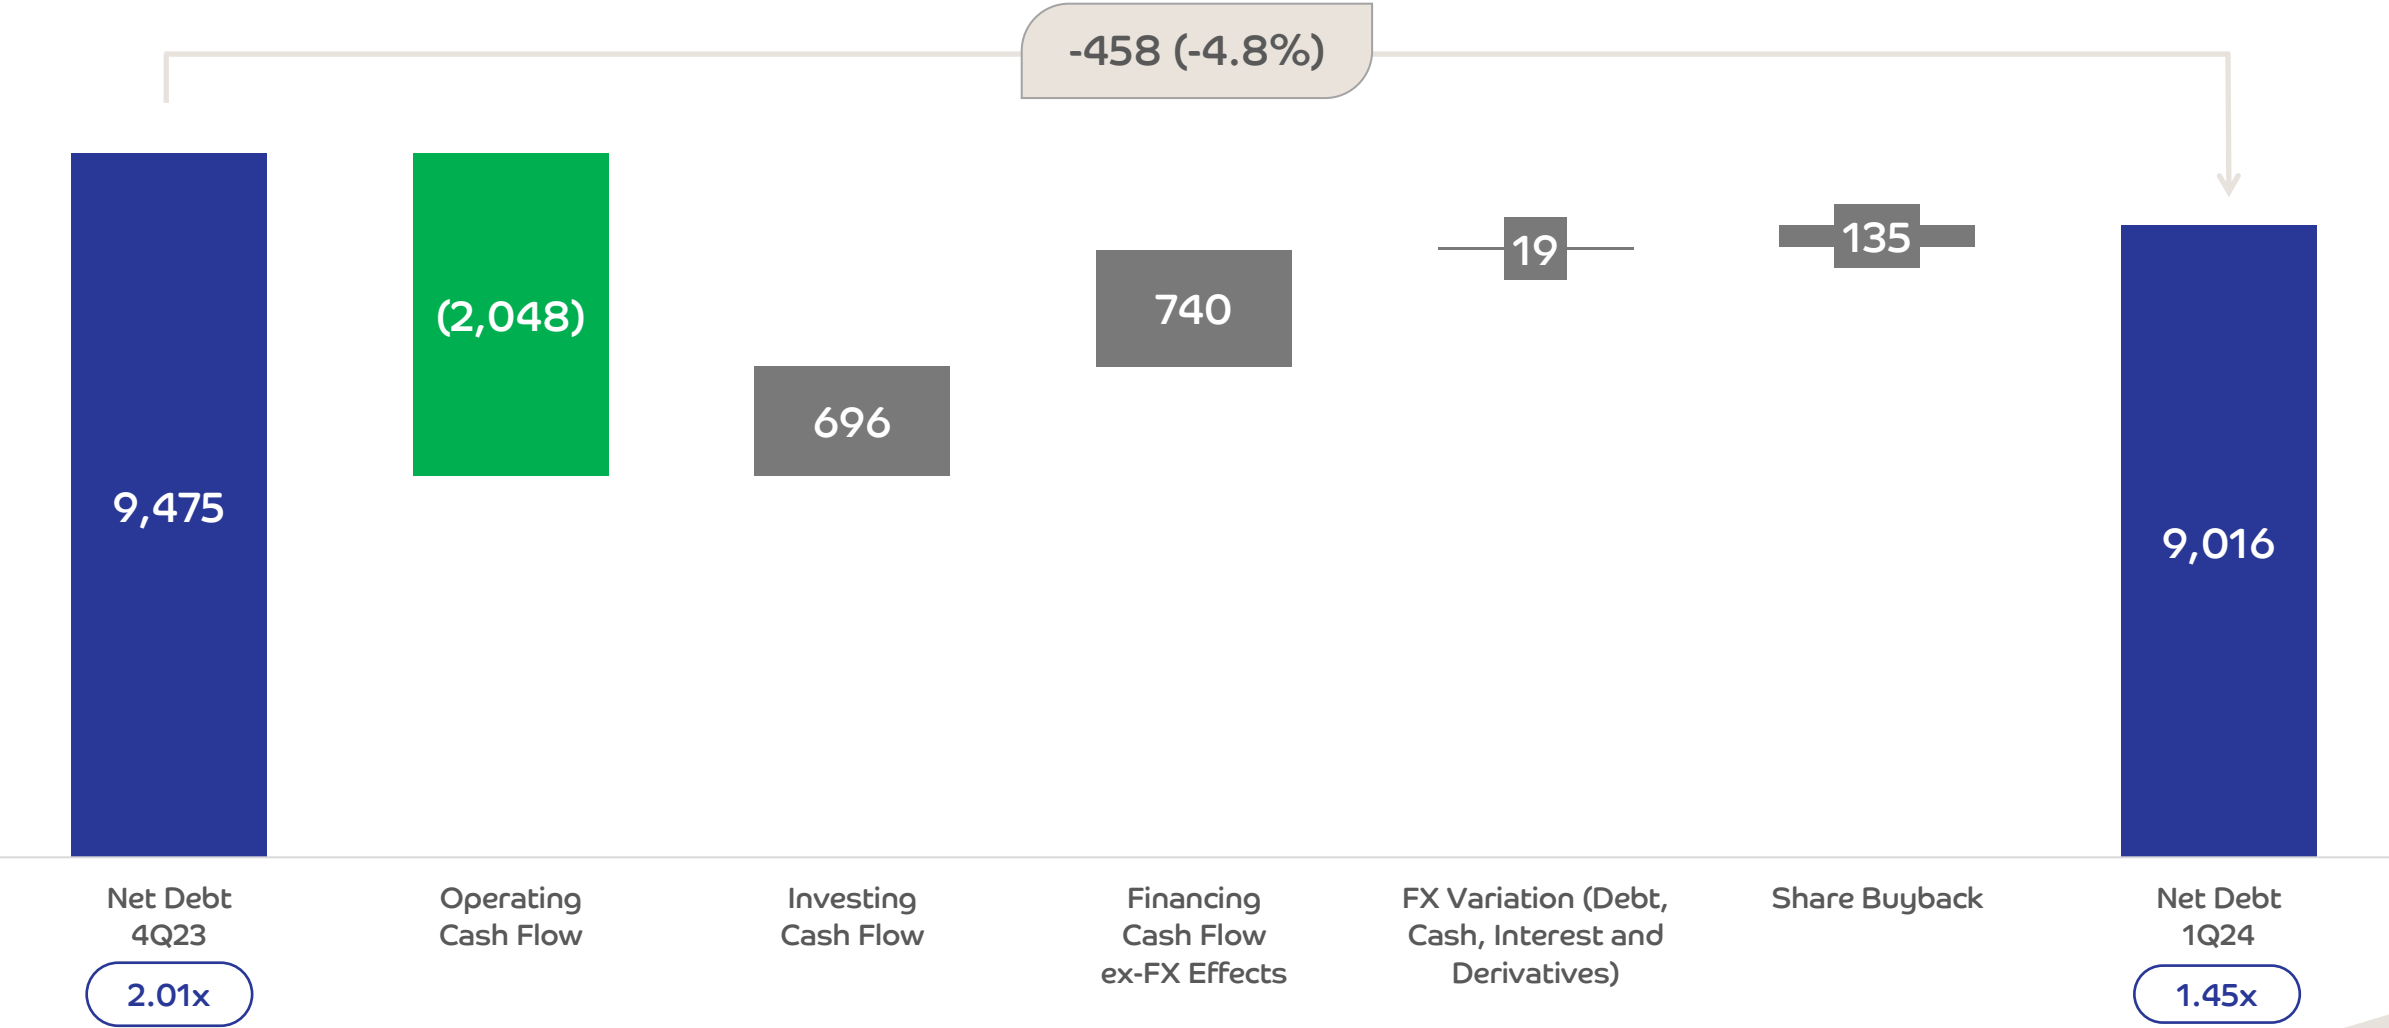 -458 (-4.8%)
9,475
(2,048)
696
740
19
135
9,016
Net Debt
4Q23
2.01x
Operating
Cash Flow
Investing
Cash Flow
Financing
Cash Flow
ex-FX Effects
FX Variation (Debt,
Cash, Interest and
Derivatives)
Share Buyback
Net Debt
1Q24
1.45x